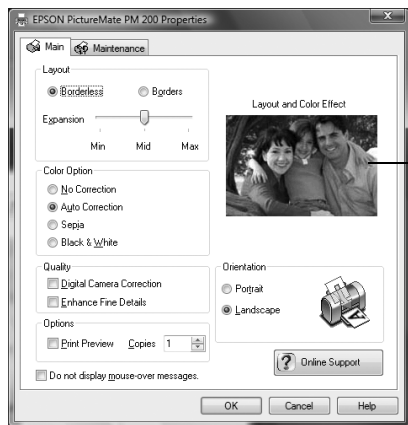 EPSON PictureMate PM 200 Properties
Main
Maintenance
Layout
Borderless
Borders
Expansion
Min
Mid
Max
Layout and Color Effect
Color Option
No Correction
Auto Correction
Sepia
Black & White
Quality
Digital Camera Correction
Enhance Fine Details
Orientation
Portrait
Landscape
Options
Print Preview
Copies
1
Online Support
Do not display mouse-over messages.
OK
Cancel
Help